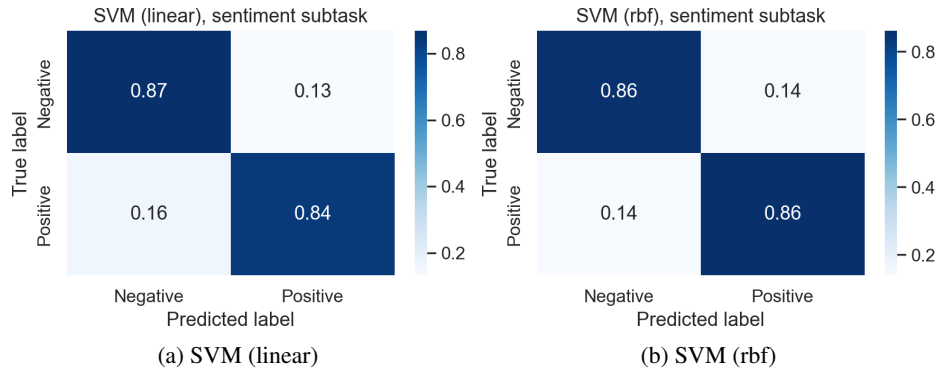 SVM (linear), sentiment subtask
Negative
0.87
0.13
Positive
0.16
0.84
True label
Negative
Positive
Predicted label
0.8
0.6
0.4
0.2
(a) SVM (linear)
SVM (rbf), sentiment subtask
Negative
0.86
0.14
Positive
0.14
0.86
True label
Negative
Positive
Predicted label
0.8
0.6
0.4
0.2
(b) SVM (rbf)